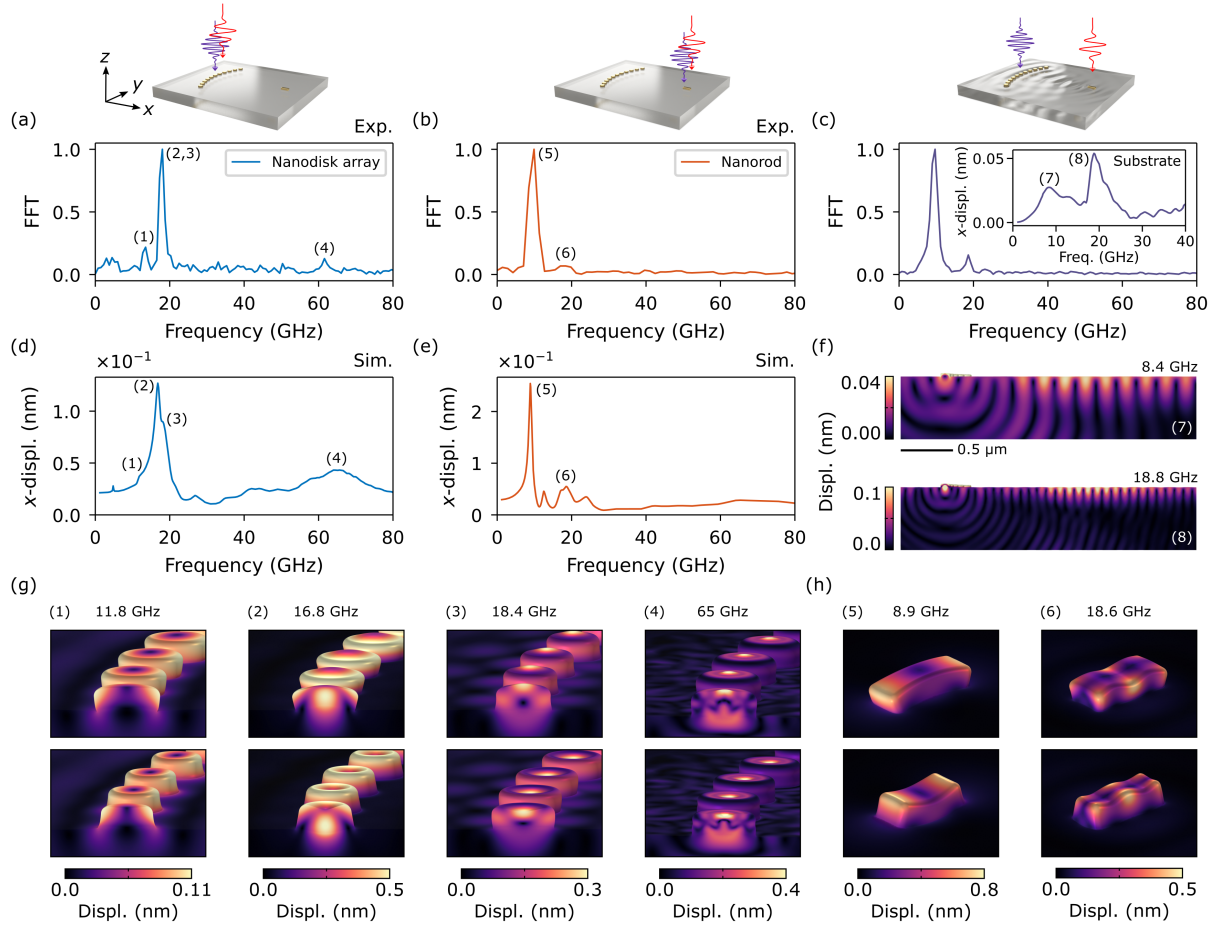 z
y
x
(a)
Exp.
(b)
Exp.
(c)
1.0
0.5
0.0
FFT
(2,3)
(1)
(4)
Nanodisk array
0
20
40
60
80
Frequency (GHz)
1.0
0.5
0.0
FFT
(5)
(6)
Nanorod
0
20
40
60
80
Frequency (GHz)
1.0
0.5
0.0
FFT
x-displ. (nm)
0.05
0.00
(7)
(8)
Substrate
0
10
20
30
40
Freq. (GHz)
0
20
40
60
80
Frequency (GHz)
(d)
×10⁻¹
Sim.
1.0
0.5
0.0
x-displ. (nm)
(2)
(3)
(1)
(4)
0
20
40
60
80
Frequency (GHz)
(e)
×10⁻¹
Sim.
2
1
0
x-displ. (nm)
(5)
(6)
0
20
40
60
80
Frequency (GHz)
(f)
8.4 GHz
0.04
0.00
(7)
0.5 μm
Displ. (nm)
18.8 GHz
0.1
0.0
(8)
(g)
(1) 11.8 GHz
(2) 16.8 GHz
(3) 18.4 GHz
(4) 65 GHz
(h)
(5) 8.9 GHz
(6) 18.6 GHz
0.0 0.11
Displ. (nm)
0.0 0.5
Displ. (nm)
0.0 0.3
Displ. (nm)
0.0 0.4
Displ. (nm)
0.0 0.8
Displ. (nm)
0.0 0.5
Displ. (nm)